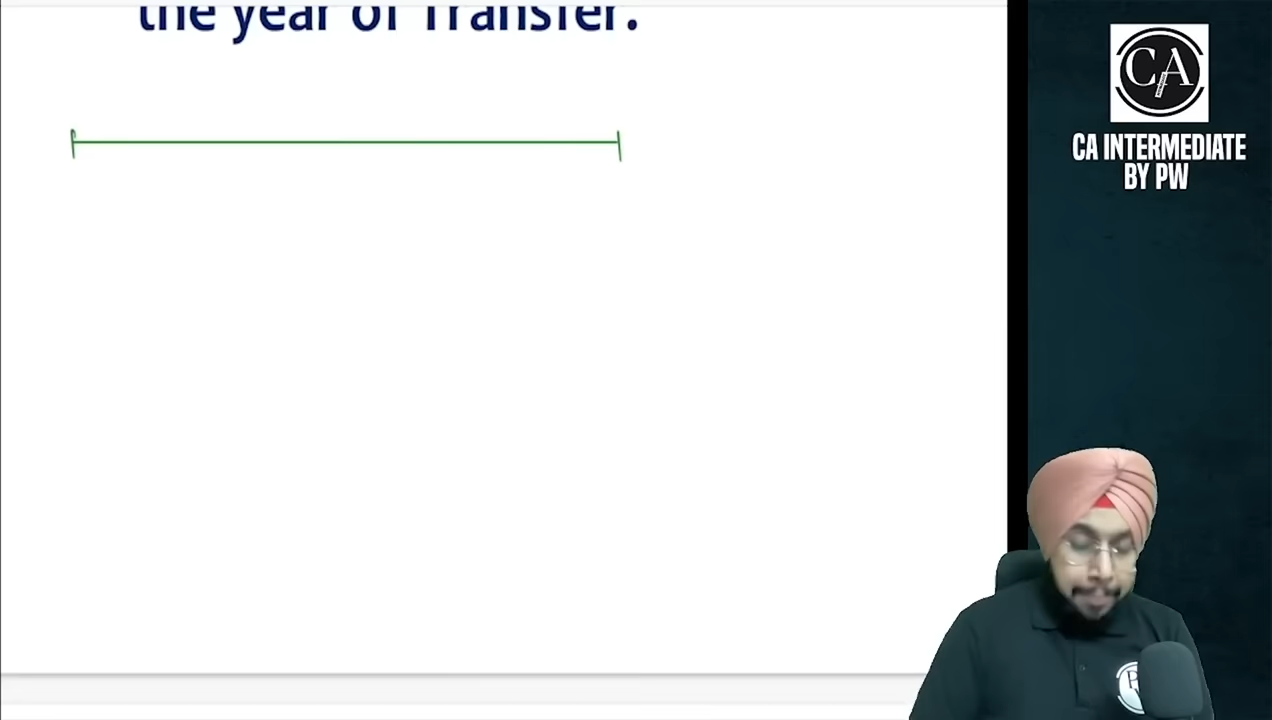 the year of Transfer.
CA
CA INTERMEDIATE
BY PW